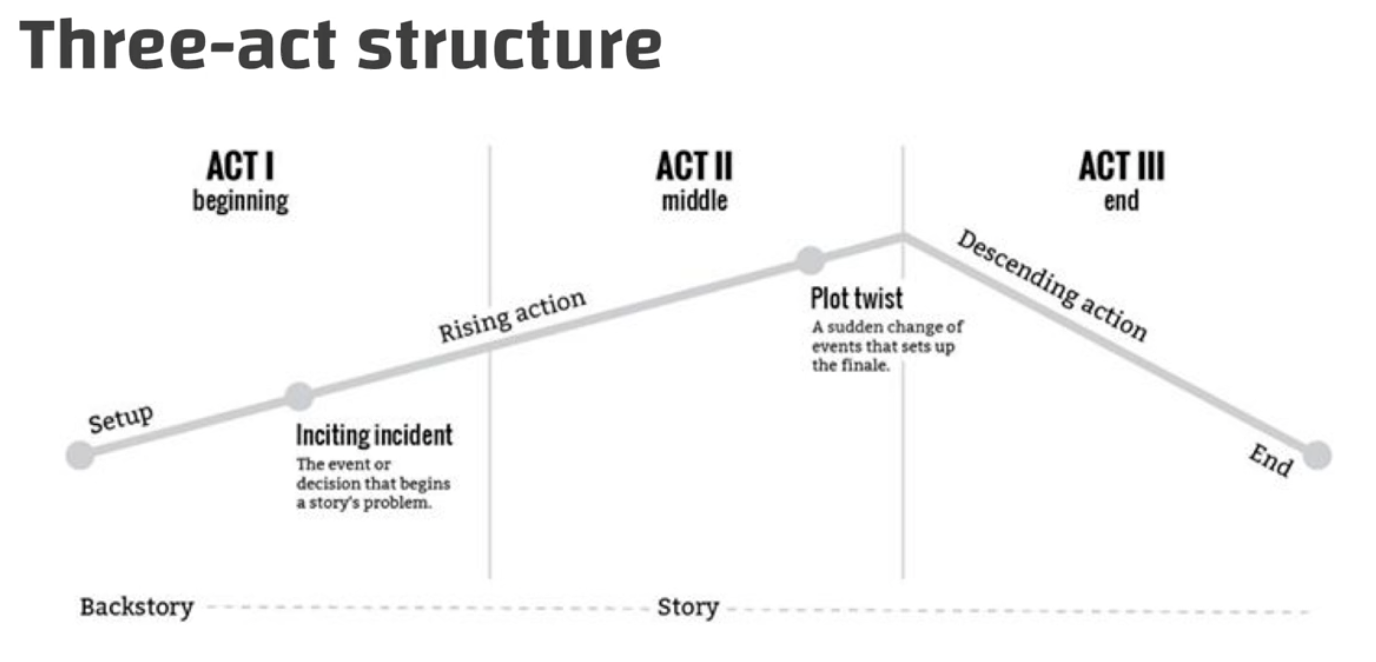 Three-act structure
ACT I
beginning
ACT II
middle
ACT III
end
Setup
Inciting incident
The event or
decision that begins
a story's problem.
Rising action
Plot twist
A sudden change of
events that sets up
the finale.
Descending action
End
Backstory
Story